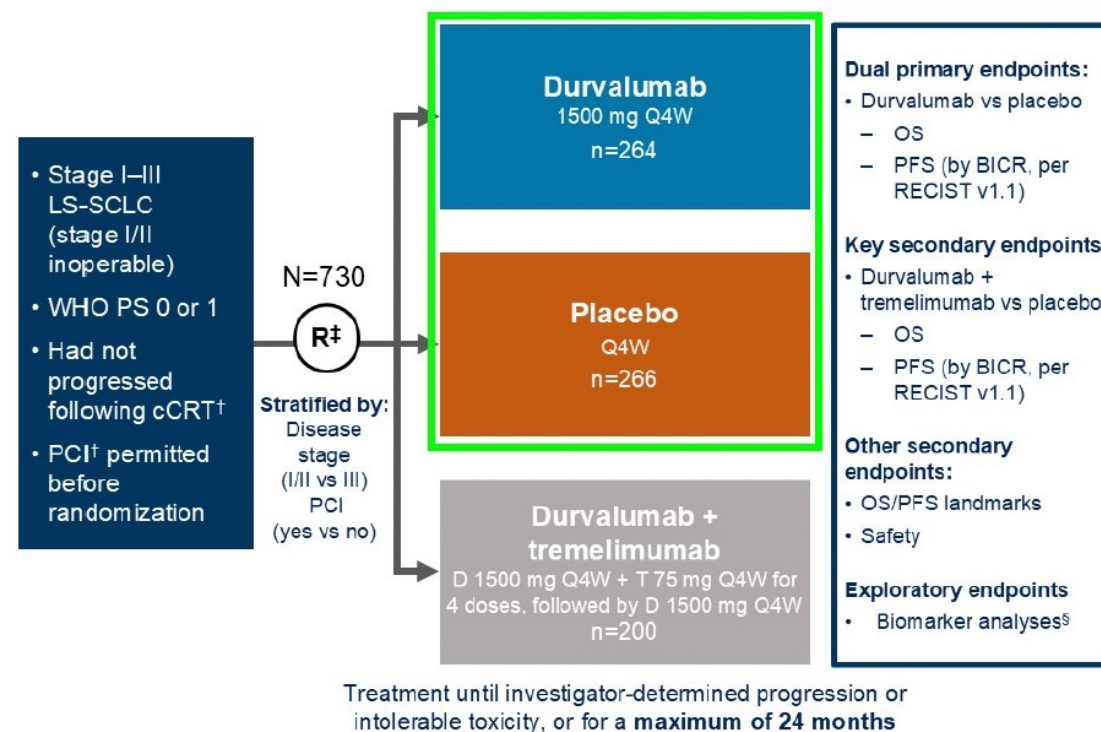 • Stage I–III
LS-SCLC
(stage I/II
inoperable)
• WHO PS 0 or 1
• Had not
progressed
following cCRT†
• PCI† permitted
before
randomization
N=730
R‡
Stratified by:
Disease
stage
(I/II vs III)
PCI
(yes vs no)
Durvalumab
1500 mg Q4W
n=264
Placebo
Q4W
n=266
Durvalumab +
tremelimumab
D 1500 mg Q4W + T 75 mg Q4W for
4 doses, followed by D 1500 mg Q4W
n=200
Treatment until investigator-determined progression or
intolerable toxicity, or for a maximum of 24 months
Dual primary endpoints:
• Durvalumab vs placebo
– OS
– PFS (by BICR, per
RECIST v1.1)
Key secondary endpoints
• Durvalumab +
tremelimumab vs placebo
– OS
– PFS (by BICR, per
RECIST v1.1)
Other secondary
endpoints:
• OS/PFS landmarks
• Safety
Exploratory endpoints
• Biomarker analyses§